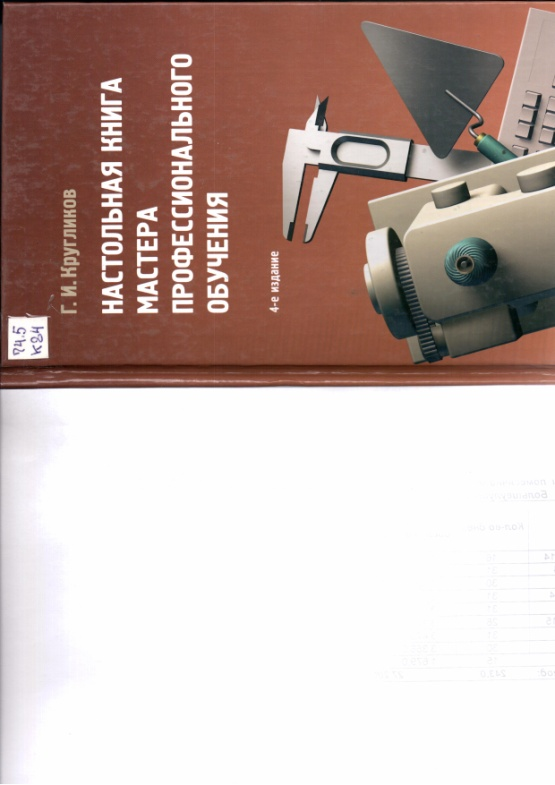 Г. И. Кругликов
НАСТОЛЬНАЯ КНИГА
МАСТЕРА
ПРОФЕССИОНАЛЬНОГО
ОБУЧЕНИЯ
4-е издание
74.5
К84